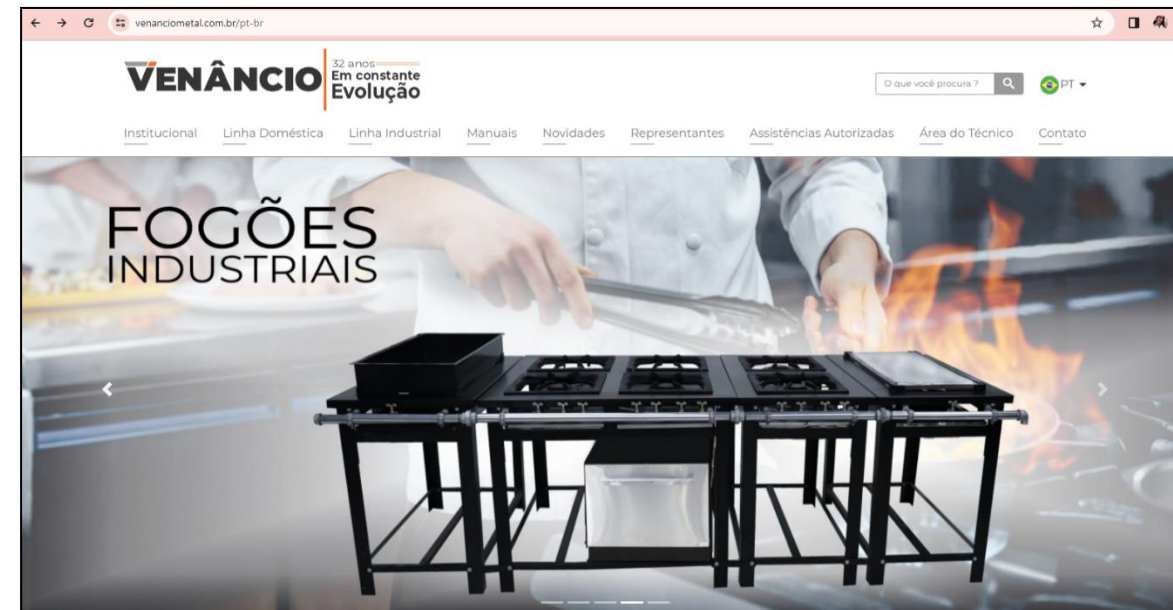 venanciometal.com.br/pt-br
VENÂNCIO
32 anos
Em constante
Evolução
O que você procura ?
PT
Institucional Linha Doméstica Linha Industrial Manuais Novidades Representantes Assistências Autorizadas Área do Técnico Contato
FOGÕES
INDUSTRIAIS